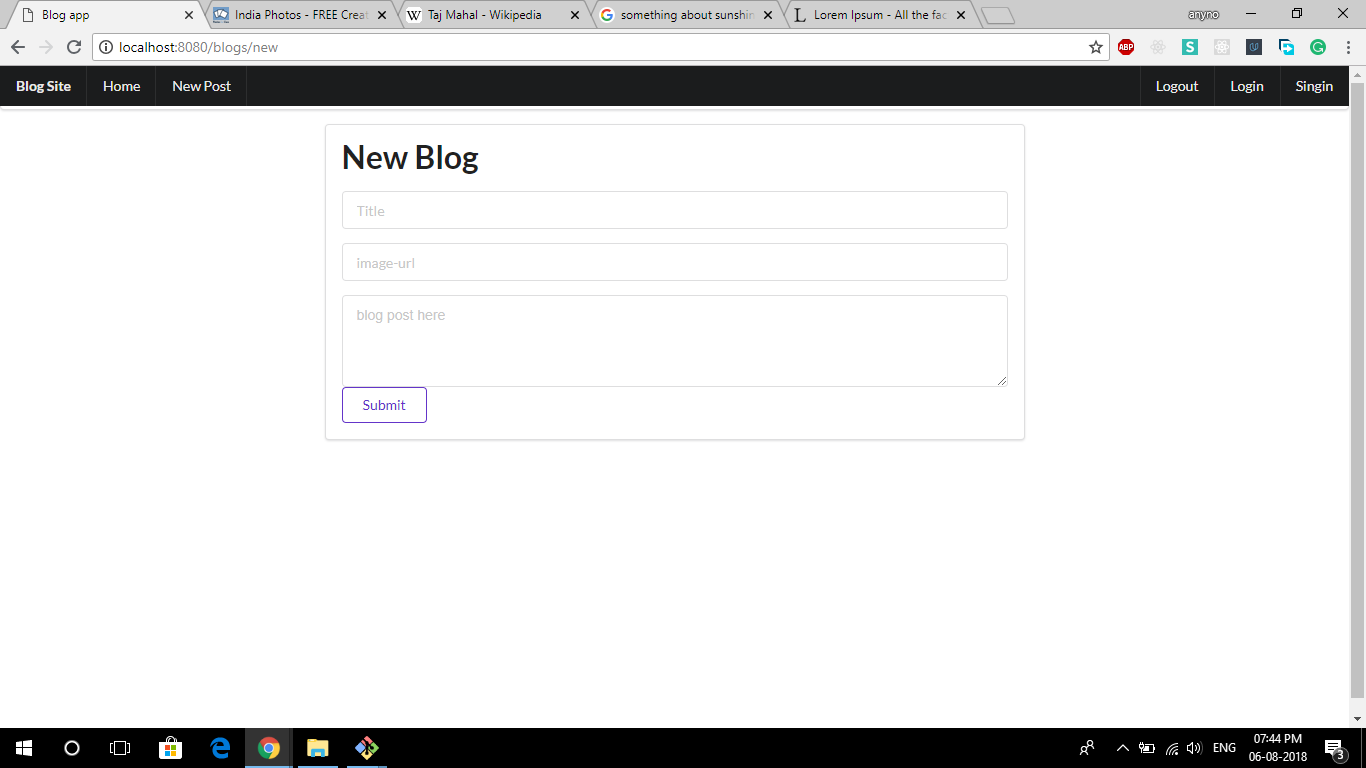 Blog app
India Photos - FREE Creat
Taj Mahal - Wikipedia
something about sunshin
Lorem Ipsum - All the fac
anyno
localhost:8080/blogs/new
ABP
S
Blog Site
Home
New Post
Logout
Login
Singin
New Blog
Title
image-url
blog post here
Submit
ENG
07:44 PM
06-08-2018
3